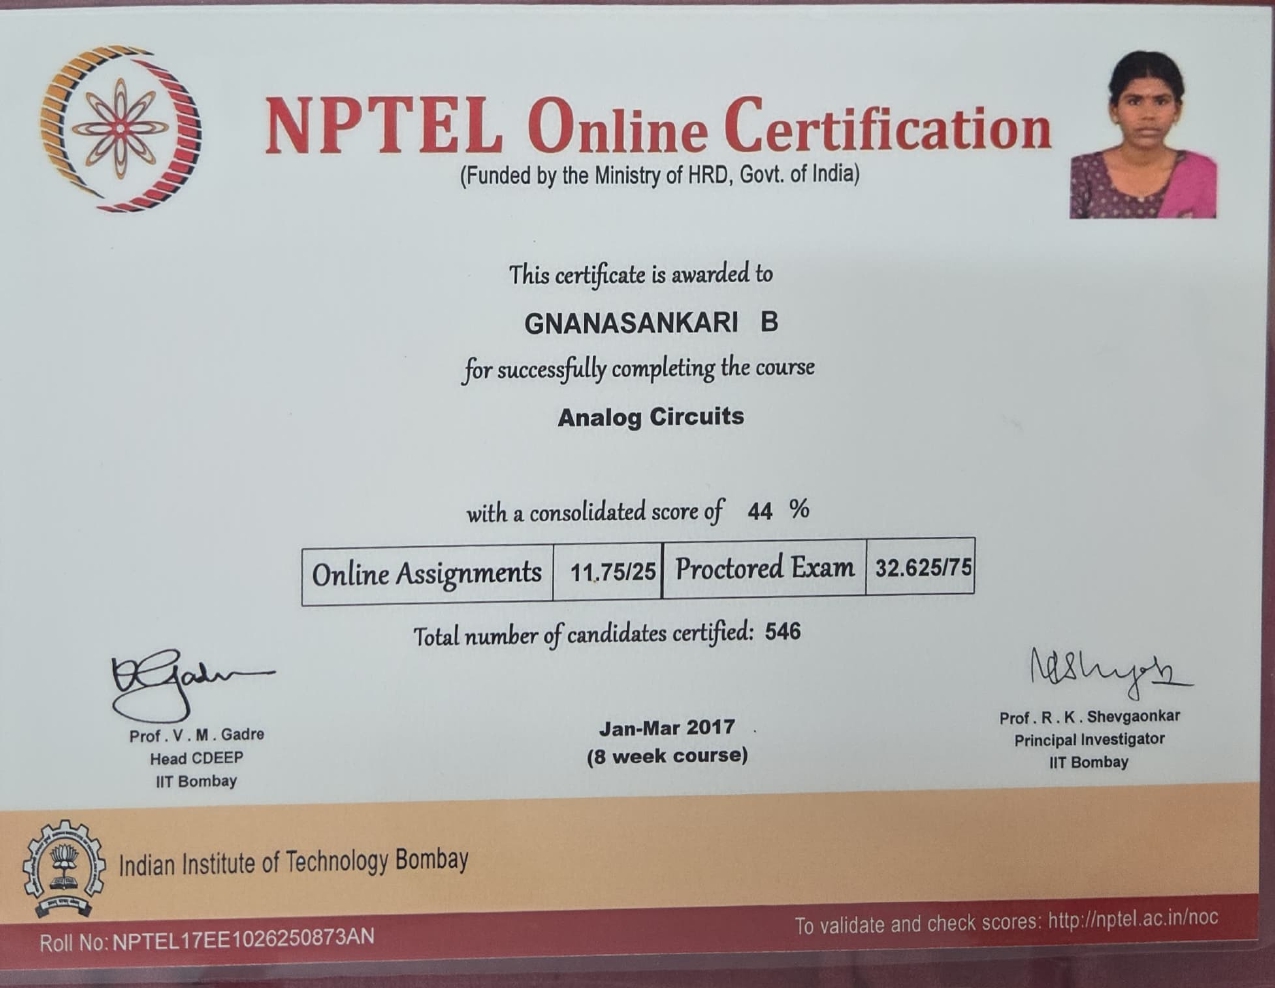 NPTEL Online Certification
(Funded by the Ministry of HRD, Govt. of India)
This certificate is awarded to
GNANASANKARI B
for successfully completing the course
Analog Circuits
with a consolidated score of 44 %
Online Assignments 11.75/25 Proctored Exam 32.625/75
Total number of candidates certified: 546
Prof. V. M. Gadre
Head CDEEP
IIT Bombay
Jan-Mar 2017
(8 week course)
Prof. R. K. Shevgaonkar
Principal Investigator
IIT Bombay
Indian Institute of Technology Bombay
Roll No: NPTEL17EE1026250873AN
To validate and check scores: http://nptel.ac.in/noc